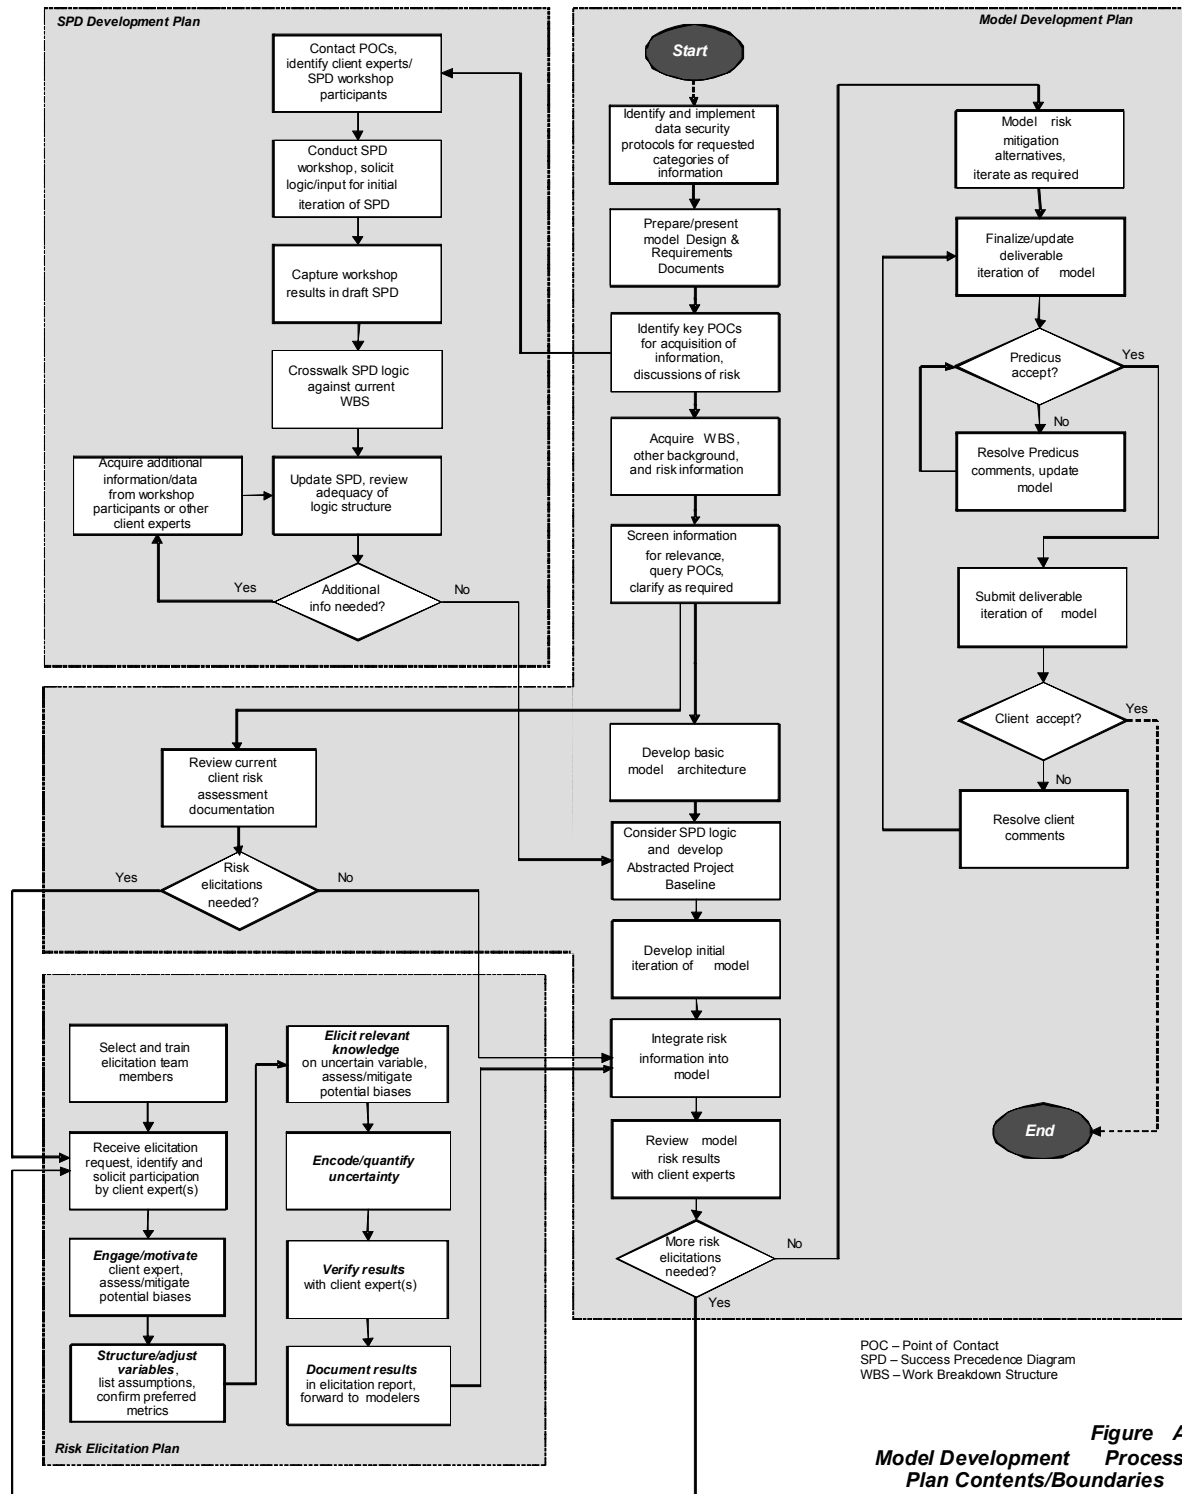 SPD Development Plan
Contact POCs,
identify client experts/
SPD workshop
participants
Conduct SPD
workshop, solicit
logic/input for initial
iteration of SPD
Capture workshop
results in draft SPD
Crosswalk SPD logic
against current
WBS
Acquire additional
information/data
from workshop
participants or other
client experts
Update SPD, review
adequacy of
logic structure
Yes
Additional
info needed?
No
Model Development Plan
Start
Identify and implement
data security
protocols for requested
categories of
information
Prepare/present
model Design &
Requirements
Documents
Identify key POCs
for acquisition of
information,
discussions of risk
Acquire WBS,
other background,
and risk information
Screen information
for relevance,
query POCs,
clarify as required
Develop basic
model architecture
Consider SPD logic
and develop
Abstracted Project
Baseline
Develop initial
iteration of model
Integrate risk
information into
model
Review model
risk results
with client experts
More risk
elicitations
needed?
No
Yes
Model risk
mitigation
alternatives,
iterate as required
Finalize/update
deliverable
iteration of model
Predicus
accept?
Yes
No
Resolve Predicus
comments, update
model
Submit deliverable
iteration of model
Client accept?
Yes
No
Resolve client
comments
End
Review current
client risk
assessment
documentation
Yes
Risk
elicitations
needed?
No
Select and train
elicitation team
members
Receive elicitation
request, identify and
solicit participation
by client expert(s)
Engage/motivate
client expert,
assess/mitigate
potential biases
Structure/adjust
variables,
list assumptions,
confirm preferred
metrics
Elicit relevant
knowledge
on uncertain variable,
assess/mitigate
potential biases
Encode/quantify
uncertainty
Verify results
with client expert(s)
Document results
in elicitation report,
forward to modelers
Risk Elicitation Plan
POC – Point of Contact
SPD – Success Precedence Diagram
WBS – Work Breakdown Structure
Figure A
Model Development Process
Plan Contents/Boundaries